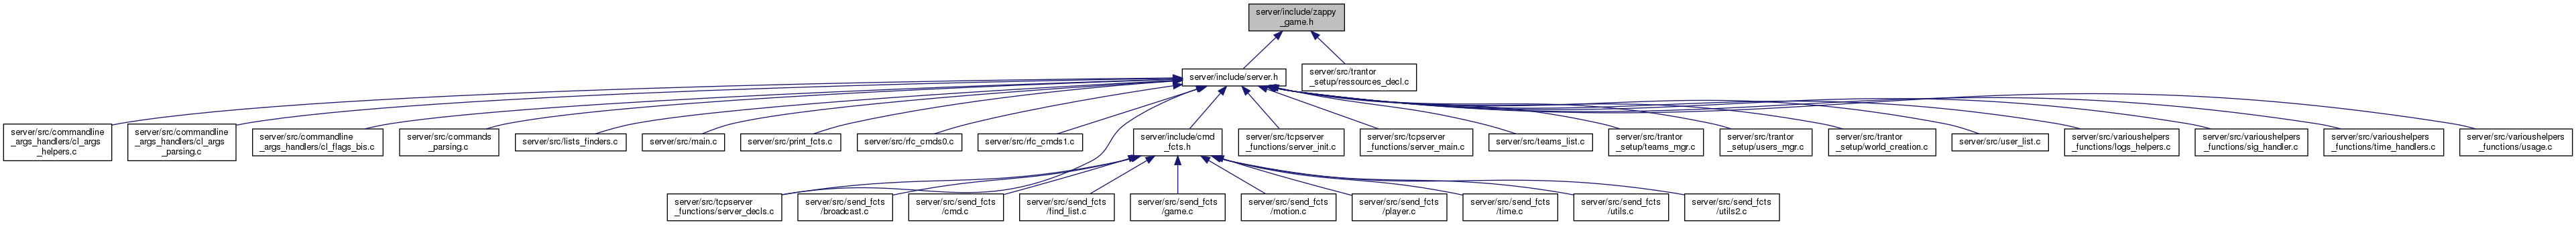 server/include/zappy
_game.h
server/include/server.h
server/src/trantor
_setup/ressources_decl.c
server/src/commandline
_args_handlers/cl_args
_helpers.c
server/src/commandline
_args_handlers/cl_args
_parsing.c
server/src/commandline
_args_handlers/cl_flags_bis.c
server/src/commands
_parsing.c
server/src/lists_finders.c
server/src/main.c
server/src/print_fcts.c
server/src/rfc_cmds0.c
server/src/rfc_cmds1.c
server/include/cmd
_fcts.h
server/src/tcpserver
_functions/server_init.c
server/src/tcpserver
_functions/server_main.c
server/src/teams_list.c
server/src/trantor
_setup/teams_mgr.c
server/src/trantor
_setup/users_mgr.c
server/src/trantor
_setup/world_creation.c
server/src/user_list.c
server/src/varioushelpers
_functions/logs_helpers.c
server/src/varioushelpers
_functions/sig_handler.c
server/src/varioushelpers
_functions/time_handlers.c
server/src/varioushelpers
_functions/usage.c
server/src/tcpserver
_functions/server_decls.c
server/src/send_fcts
/broadcast.c
server/src/send_fcts
/cmd.c
server/src/send_fcts
/find_list.c
server/src/send_fcts
/game.c
server/src/send_fcts
/motion.c
server/src/send_fcts
/player.c
server/src/send_fcts
/time.c
server/src/send_fcts
/utils.c
server/src/send_fcts
/utils2.c